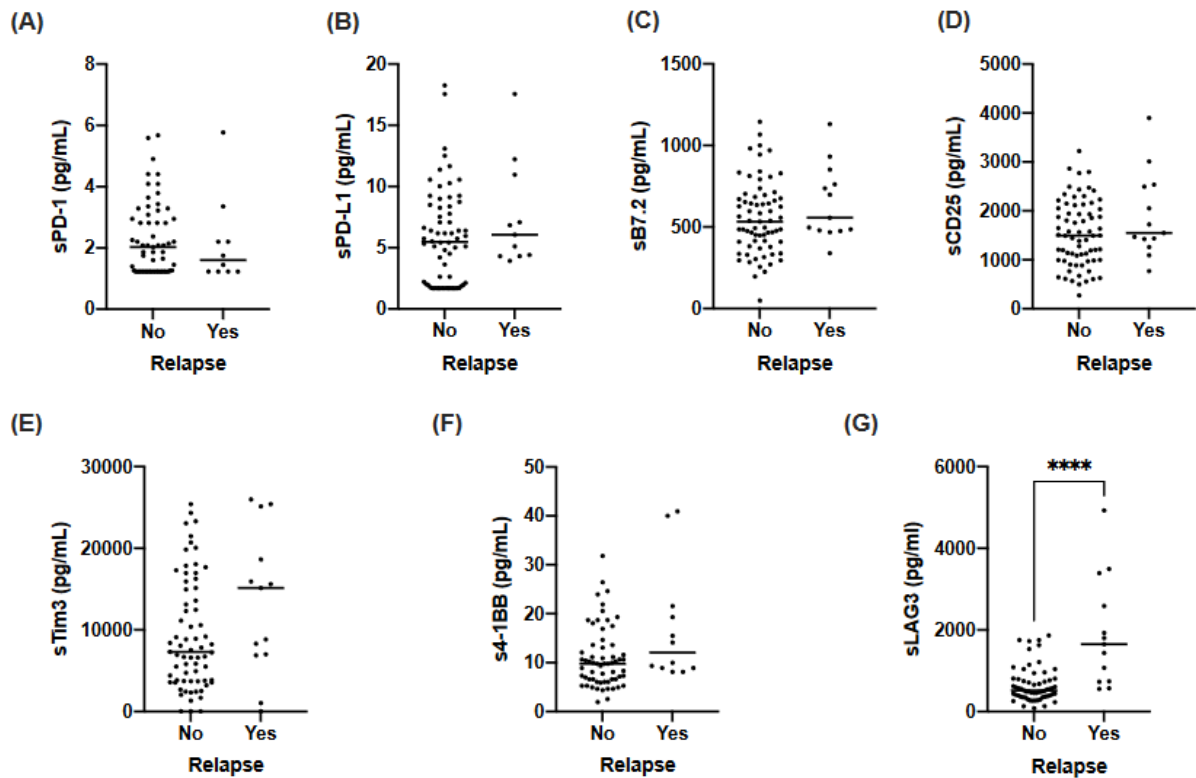 (A)
sPD-1 (pg/mL)
8
6
4
2
0
No
Yes
Relapse
(B)
sPD-L1 (pg/mL)
20
15
10
5
0
No
Yes
Relapse
(C)
sB7.2 (pg/mL)
1500
1000
500
0
No
Yes
Relapse
(D)
sCD25 (pg/mL)
5000
4000
3000
2000
1000
0
No
Yes
Relapse
(E)
sTim3 (pg/mL)
30000
20000
10000
0
No
Yes
Relapse
(F)
s4-1BB (pg/mL)
50
40
30
20
10
0
No
Yes
Relapse
(G)
sLAG3 (pg/ml)
6000
4000
2000
0
****
No
Yes
Relapse